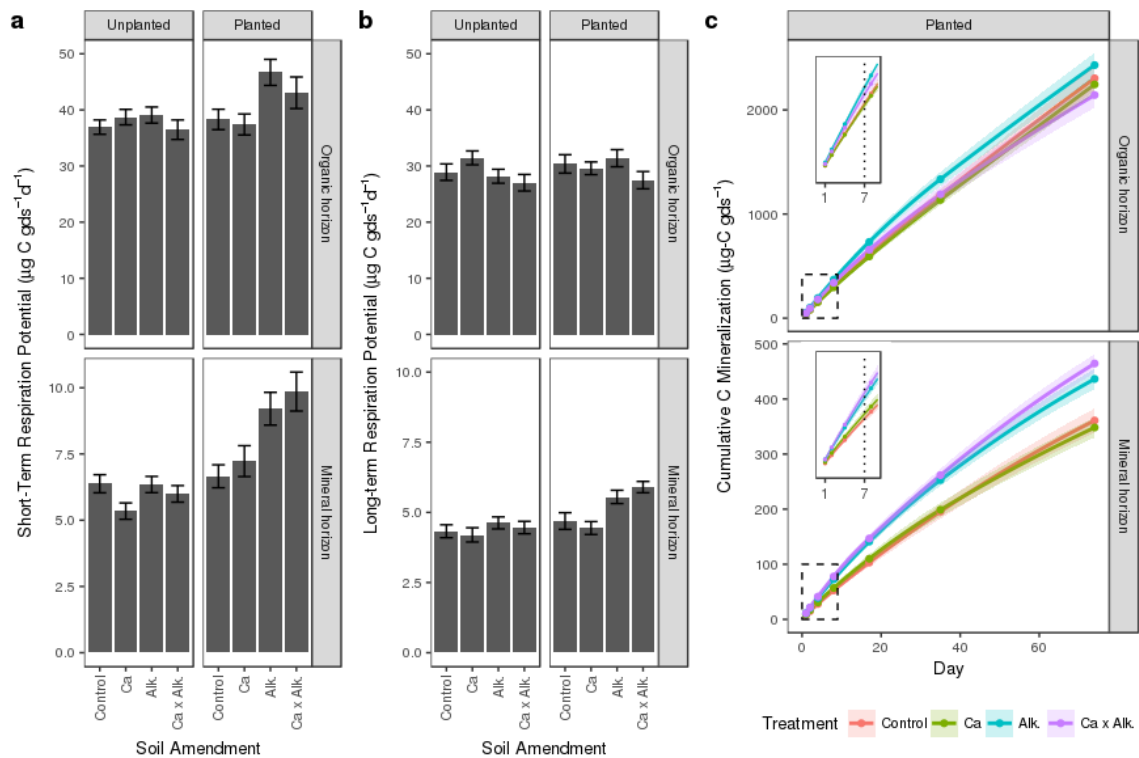 a
Unplanted
Planted
Short-Term Respiration Potential (µg C gds⁻¹d⁻¹)
50
40
30
20
10
0
Organic horizon
10.0
7.5
5.0
2.5
0.0
Mineral horizon
Control
Ca
Alk.
Ca x Alk.
Control
Ca
Alk.
Ca x Alk.
Soil Amendment
b
Unplanted
Planted
Long-term Respiration Potential (µg C gds⁻¹d⁻¹)
50
40
30
20
10
0
Organic horizon
10.0
7.5
5.0
2.5
0.0
Mineral horizon
Control
Ca
Alk.
Ca x Alk.
Control
Ca
Alk.
Ca x Alk.
Soil Amendment
c
Planted
Cumulative C Mineralization (µg-C gds⁻¹)
2000
1000
0
1
7
Organic horizon
500
400
300
200
100
0
1
7
Mineral horizon
0
20
40
60
Day
Treatment Control Ca Alk. Ca x Alk.